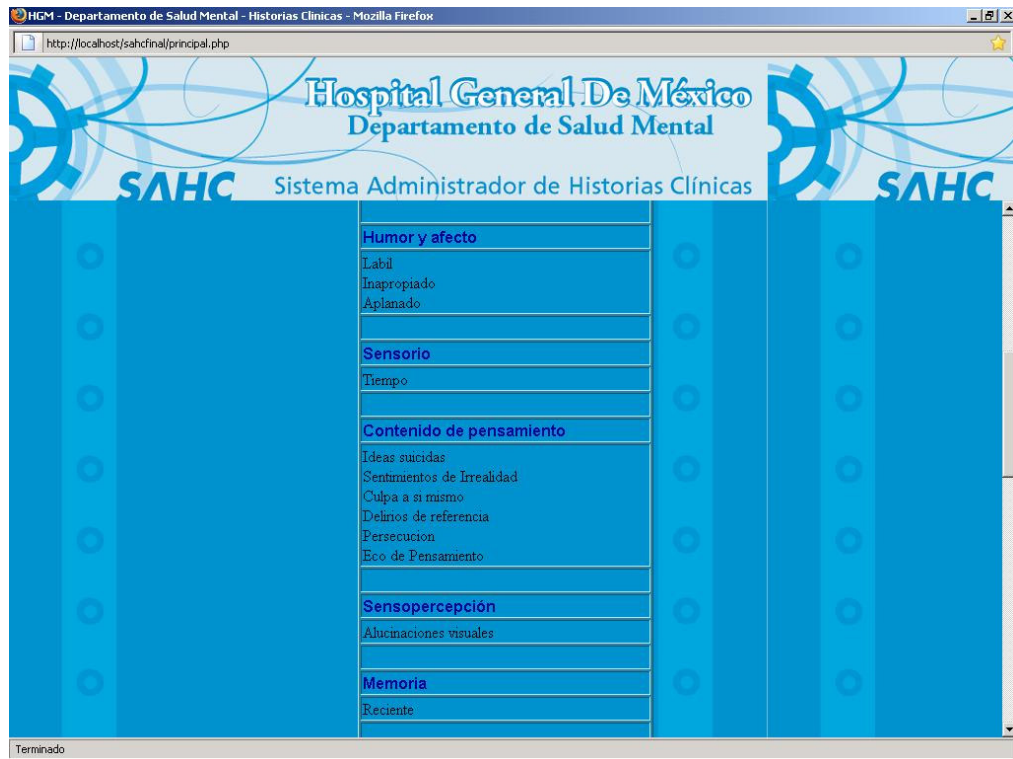 HGM - Departamento de Salud Mental - Historias Clinicas - Mozilla Firefox
http://localhost/sahcfinal/principal.php
Hospital General De México
Departamento de Salud Mental
SAHC Sistema Administrador de Historias Clínicas SAHC
Humor y afecto
Labil
Inapropiado
Aplanado
Sensorio
Tiempo
Contenido de pensamiento
Ideas suicidas
Sentimientos de Irrealidad
Culpa a si mismo
Delirios de referencia
Persecucion
Eco de Pensamiento
Sensopercepción
Alucinaciones visuales
Memoria
Reciente
Terminado